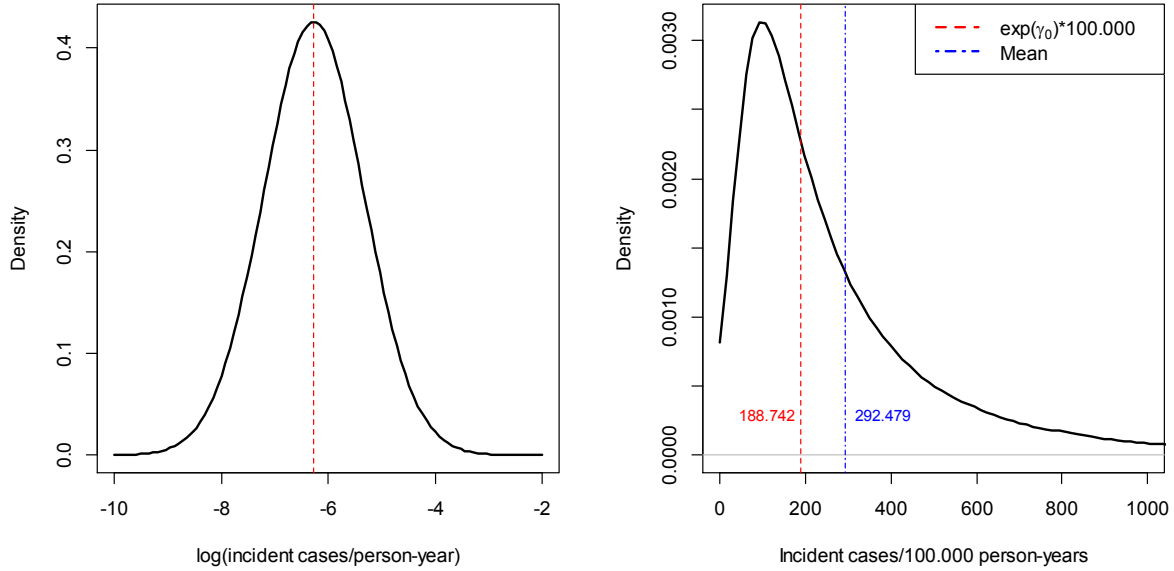 Density
0.4
0.3
0.2
0.1
0.0
-10 -8 -6 -4 -2
log(incident cases/person-year)
Density
0.0030
0.0020
0.0010
0.0000
exp(γ0)*100.000
Mean
188.742
292.479
0 200 400 600 800 1000
Incident cases/100.000 person-years